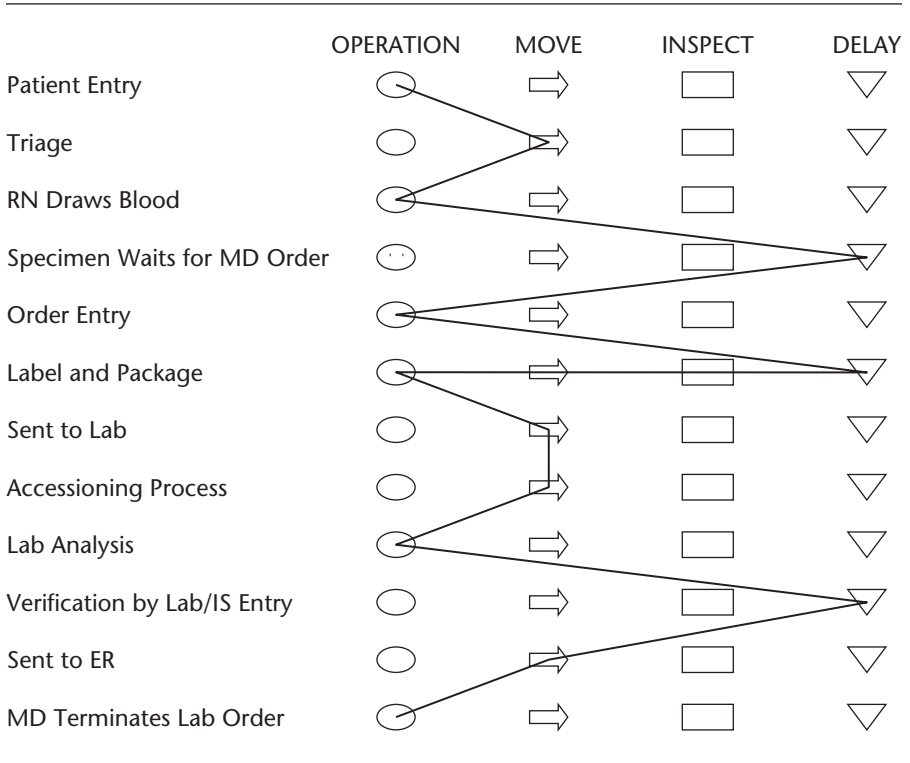 OPERATION MOVE INSPECT DELAY
Patient Entry
Triage
RN Draws Blood
Specimen Waits for MD Order
Order Entry
Label and Package
Sent to Lab
Accessioning Process
Lab Analysis
Verification by Lab/IS Entry
Sent to ER
MD Terminates Lab Order